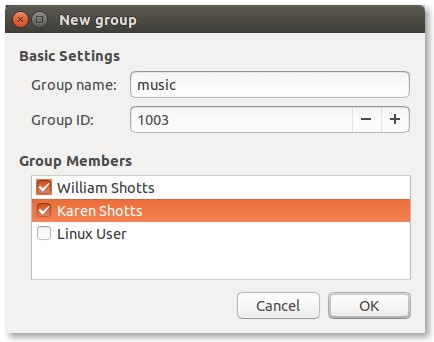 New group
Basic Settings
Group name: music
Group ID: 1003
Group Members
William Shotts
Karen Shotts
Linux User
Cancel OK